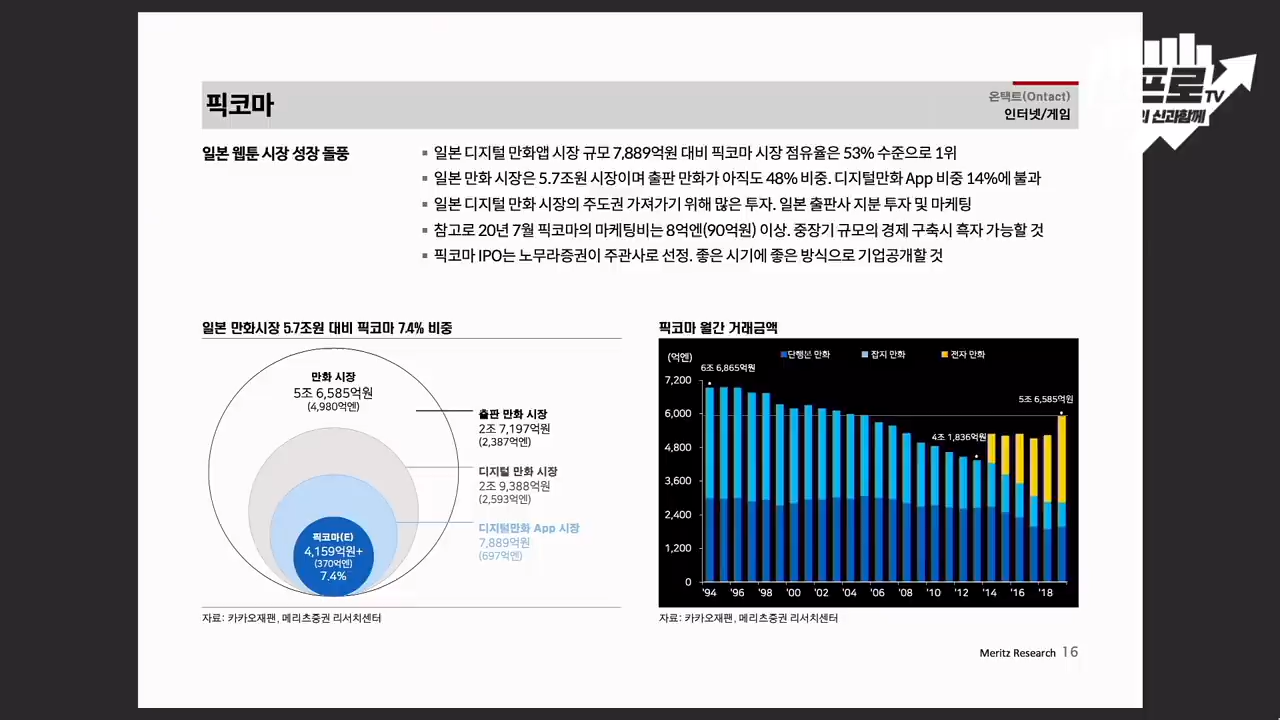 픽코마
온택트(Ontact)
인터넷/게임
프로TV
신과함께
일본 웹툰 시장 성장 돌풍
▪ 일본 디지털 만화앱 시장 규모 7,889억원 대비 픽코마 시장 점유율은 53% 수준으로 1위
▪ 일본 만화 시장은 5.7조원 시장이며 출판 만화가 아직도 48% 비중. 디지털만화 App 비중 14%에 불과
▪ 일본 디지털 만화 시장의 주도권 가져가기 위해 많은 투자. 일본 출판사 지분 투자 및 마케팅
▪ 참고로 20년 7월 픽코마의 마케팅비는 8억엔(90억원) 이상. 중장기 규모의 경제 구축시 흑자 가능할 것
▪ 픽코마 IPO는 노무라증권이 주관사로 선정. 좋은 시기에 좋은 방식으로 기업공개할 것
일본 만화시장 5.7조원 대비 픽코마 7.4% 비중
만화 시장
5조 6,585억원
(4,980억엔)
출판 만화 시장
2조 7,197억원
(2,387억엔)
디지털 만화 시장
2조 9,388억원
(2,593억엔)
디지털만화 App 시장
7,889억원
(697억엔)
픽코마(E)
4,159억원+
(370억엔)
7.4%
자료: 카카오재팬, 메리츠증권 리서치센터
픽코마 월간 거래금액
(억엔)
단행본 만화 잡지 만화 전자 만화
6조 6,865억원
5조 6,585억원
4조 1,836억원
7,200
6,000
4,800
3,600
2,400
1,200
0
'94 '96 '98 '00 '02 '04 '06 '08 '10 '12 '14 '16 '18
자료: 카카오재팬, 메리츠증권 리서치센터
Meritz Research 16